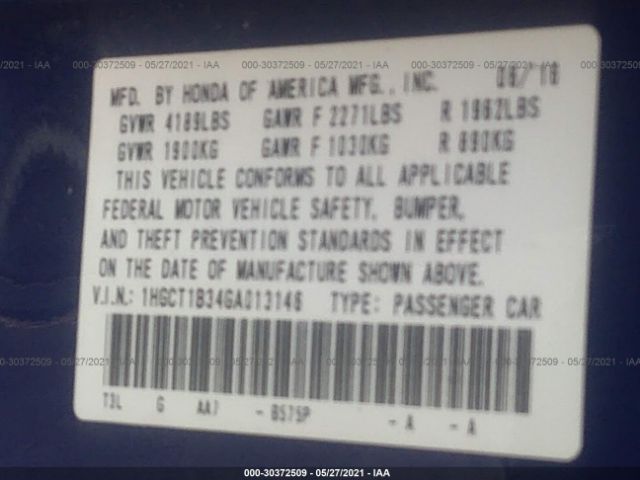 000-30372509 - 05/27/2021 - IAA
MFD. BY HONDA OF AMERICA MFG., INC. 06/16
GVWR 4189LBS GAWR F 2271LBS R 1962LBS
GVWR 1900KG GAWR F 1030KG R 890KG
THIS VEHICLE CONFORMS TO ALL APPLICABLE
FEDERAL MOTOR VEHICLE SAFETY, BUMPER,
AND THEFT PREVENTION STANDARDS IN EFFECT
ON THE DATE OF MANUFACTURE SHOWN ABOVE.
V.I.N.: 1HGCT1B34GA013146 TYPE: PASSENGER CAR
T3L G AA7 - B575P - A - A
000-30372509 - 05/27/2021 - IAA